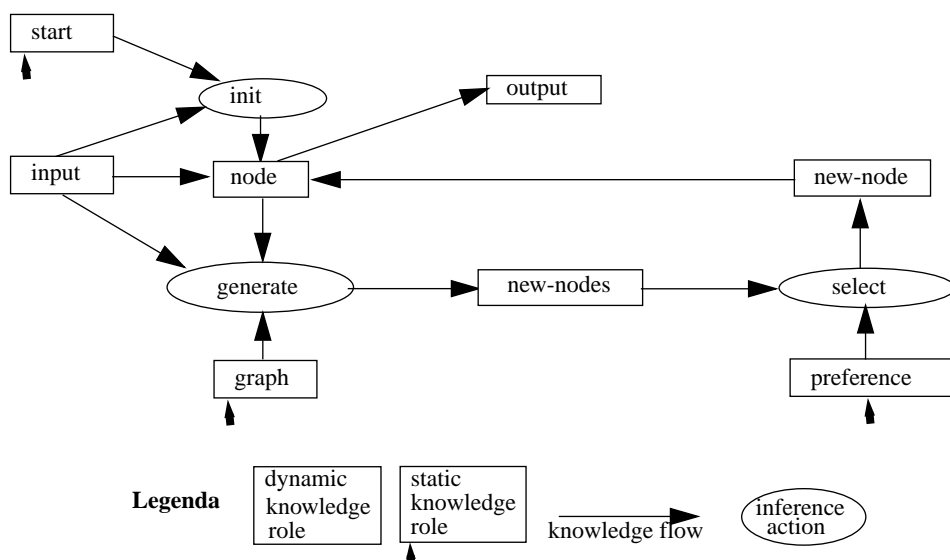 start
init
output
input
node
new-node
generate
new-nodes
select
graph
preference
Legenda
dynamic
knowledge
role
static
knowledge
role
knowledge flow
inference
action